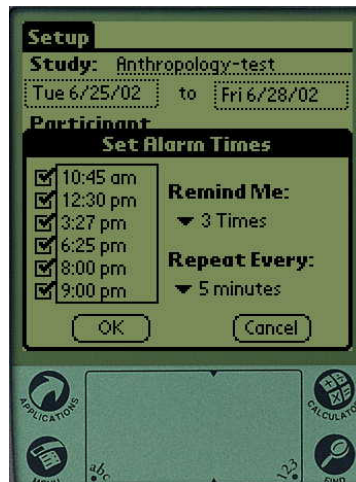 Setup
Study: Anthropology-test
Tue 6/25/02 to Fri 6/28/02
Participant
Set Alarm Times
10:45 am
12:30 pm
3:27 pm
6:25 pm
8:00 pm
9:00 pm
Remind Me:
3 Times
Repeat Every:
5 minutes
OK
Cancel
APPLICATIONS
CALCULATOR
MENU
abc
123
FIND